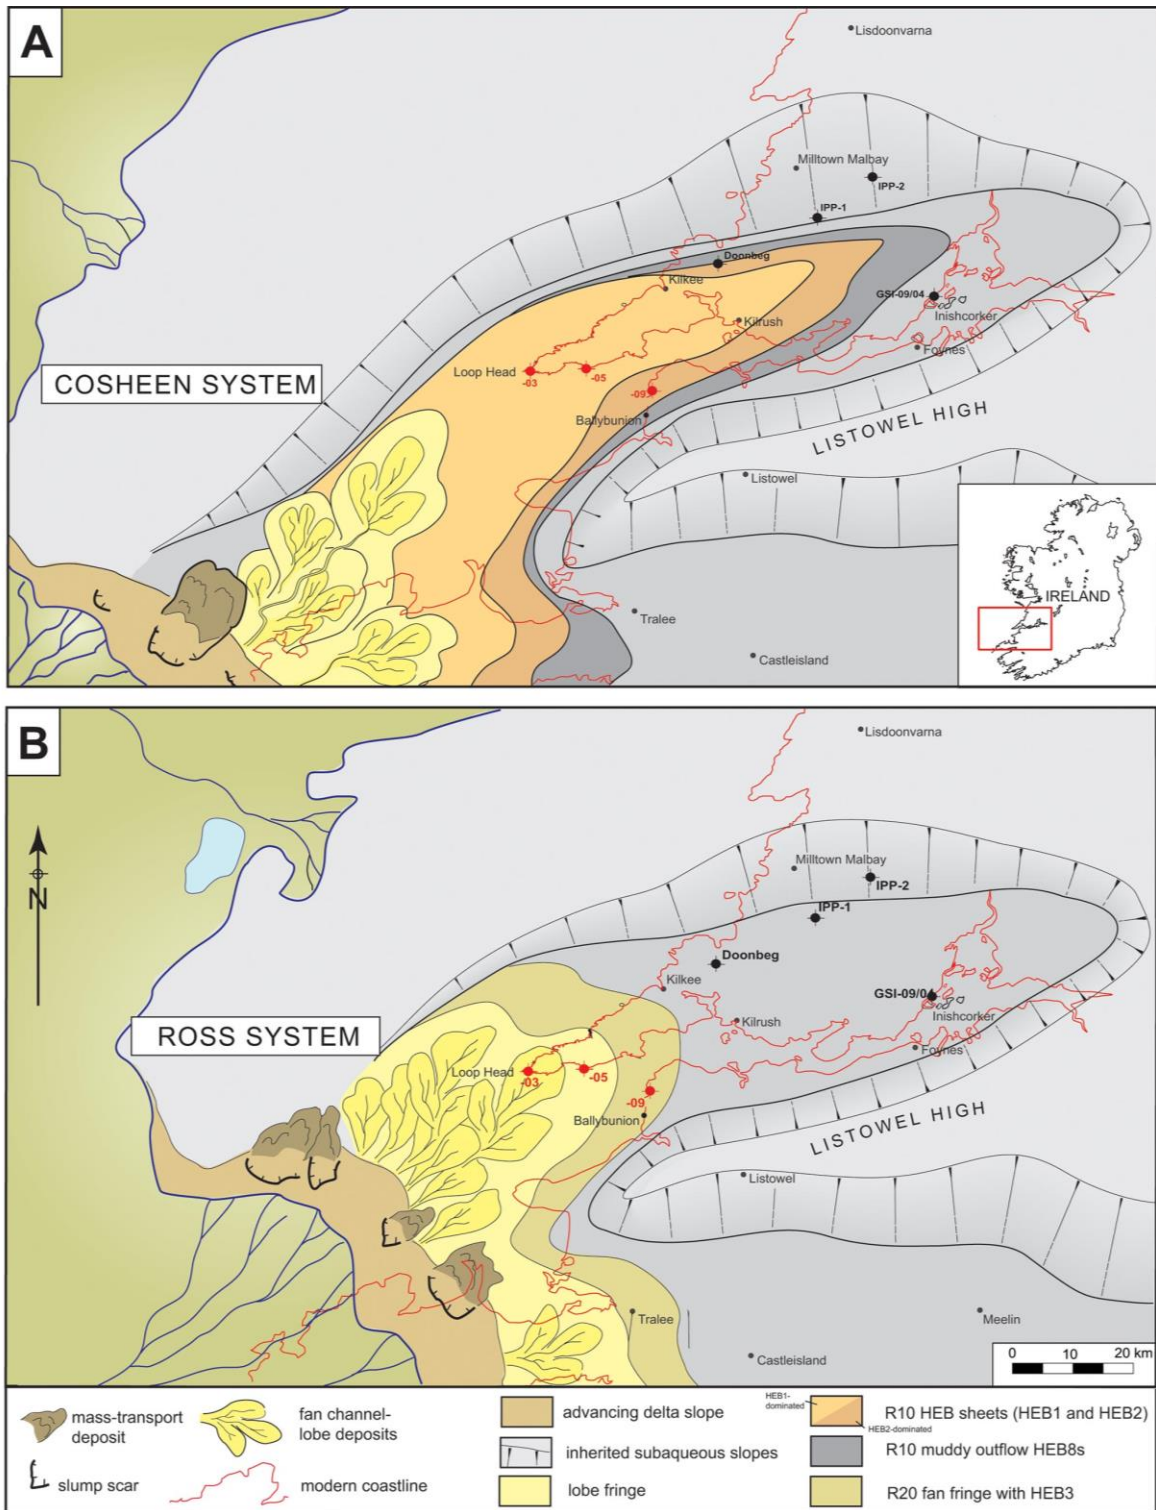 A
Lisdoonvarna
Milltown Malbay
IPP-2
IPP-1
Doonbeg
Kilkee
GSI-09/04
Inishcorker
Kilrush
Foynes
COSHEEN SYSTEM
Loop Head
-03
-05
-09
Ballybunion
LISTOWEL HIGH
Listowel
IRELAND
Tralee
Castleisland
B
Lisdoonvarna
Milltown Malbay
IPP-2
IPP-1
N
Doonbeg
Kilkee
GSI-09/04
Inishcorker
Kilrush
ROSS SYSTEM
Foynes
Loop Head
-03
-05
-09
Ballybunion
LISTOWEL HIGH
Listowel
Tralee
Meelin
Castleisland
0 10 20 km
mass-transport
deposit
fan channel-
lobe deposits
advancing delta slope
HEB1-
dominated
HEB2-dominated
R10 HEB sheets (HEB1 and HEB2)
inherited subaqueous slopes
R10 muddy outflow HEB8s
slump scar
modern coastline
lobe fringe
R20 fan fringe with HEB3